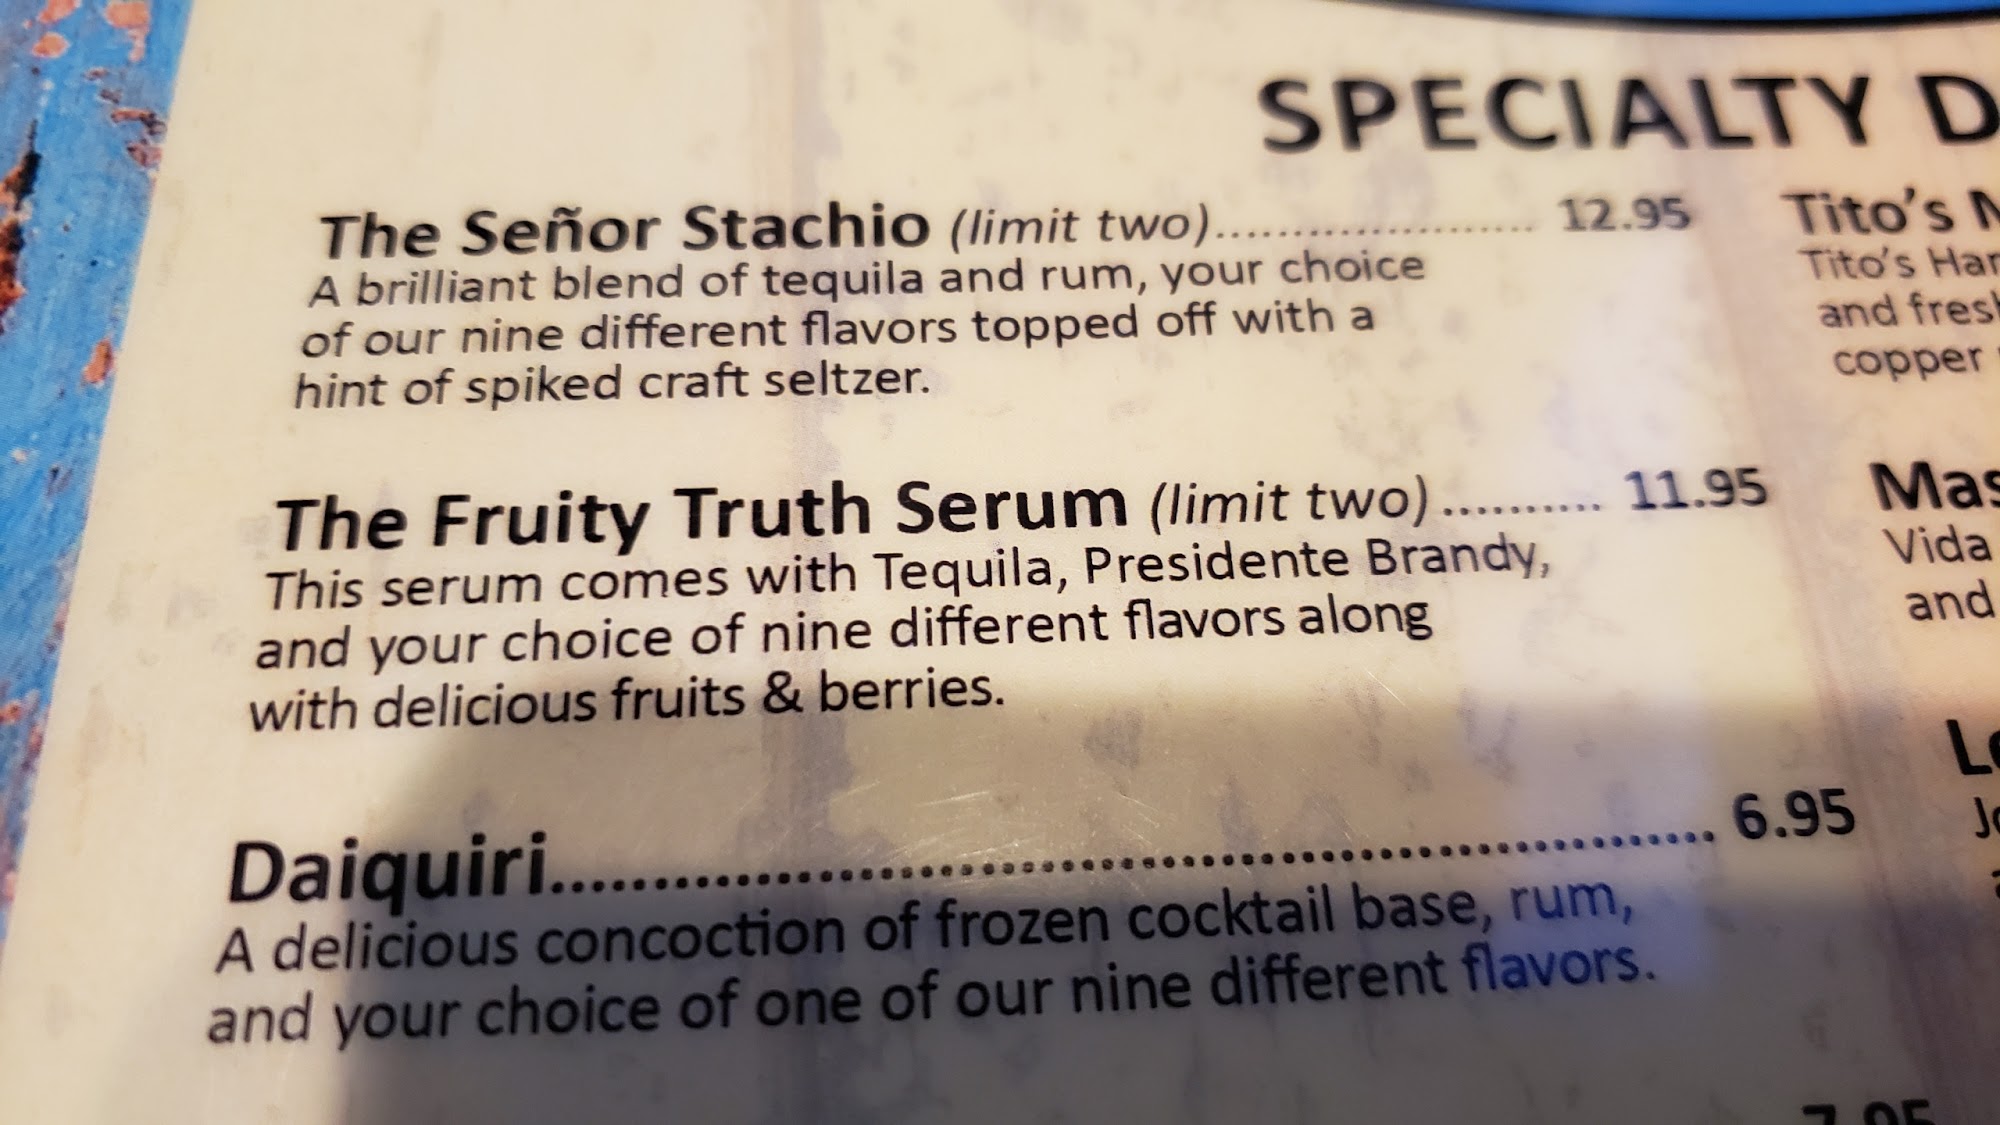 SPECIALTY
The Señor Stachio (limit two)...................... 12.95
A brilliant blend of tequila and rum, your choice
of our nine different flavors topped off with a
hint of spiked craft seltzer.
The Fruity Truth Serum (limit two).......... 11.95
This serum comes with Tequila, Presidente Brandy,
and your choice of nine different flavors along
with delicious fruits & berries.
Daiquiri.................................................. 6.95
A delicious concoction of frozen cocktail base, rum,
and your choice of one of our nine different flavors.
Tito's
Tito's
and
copper
Vida
and
7.95